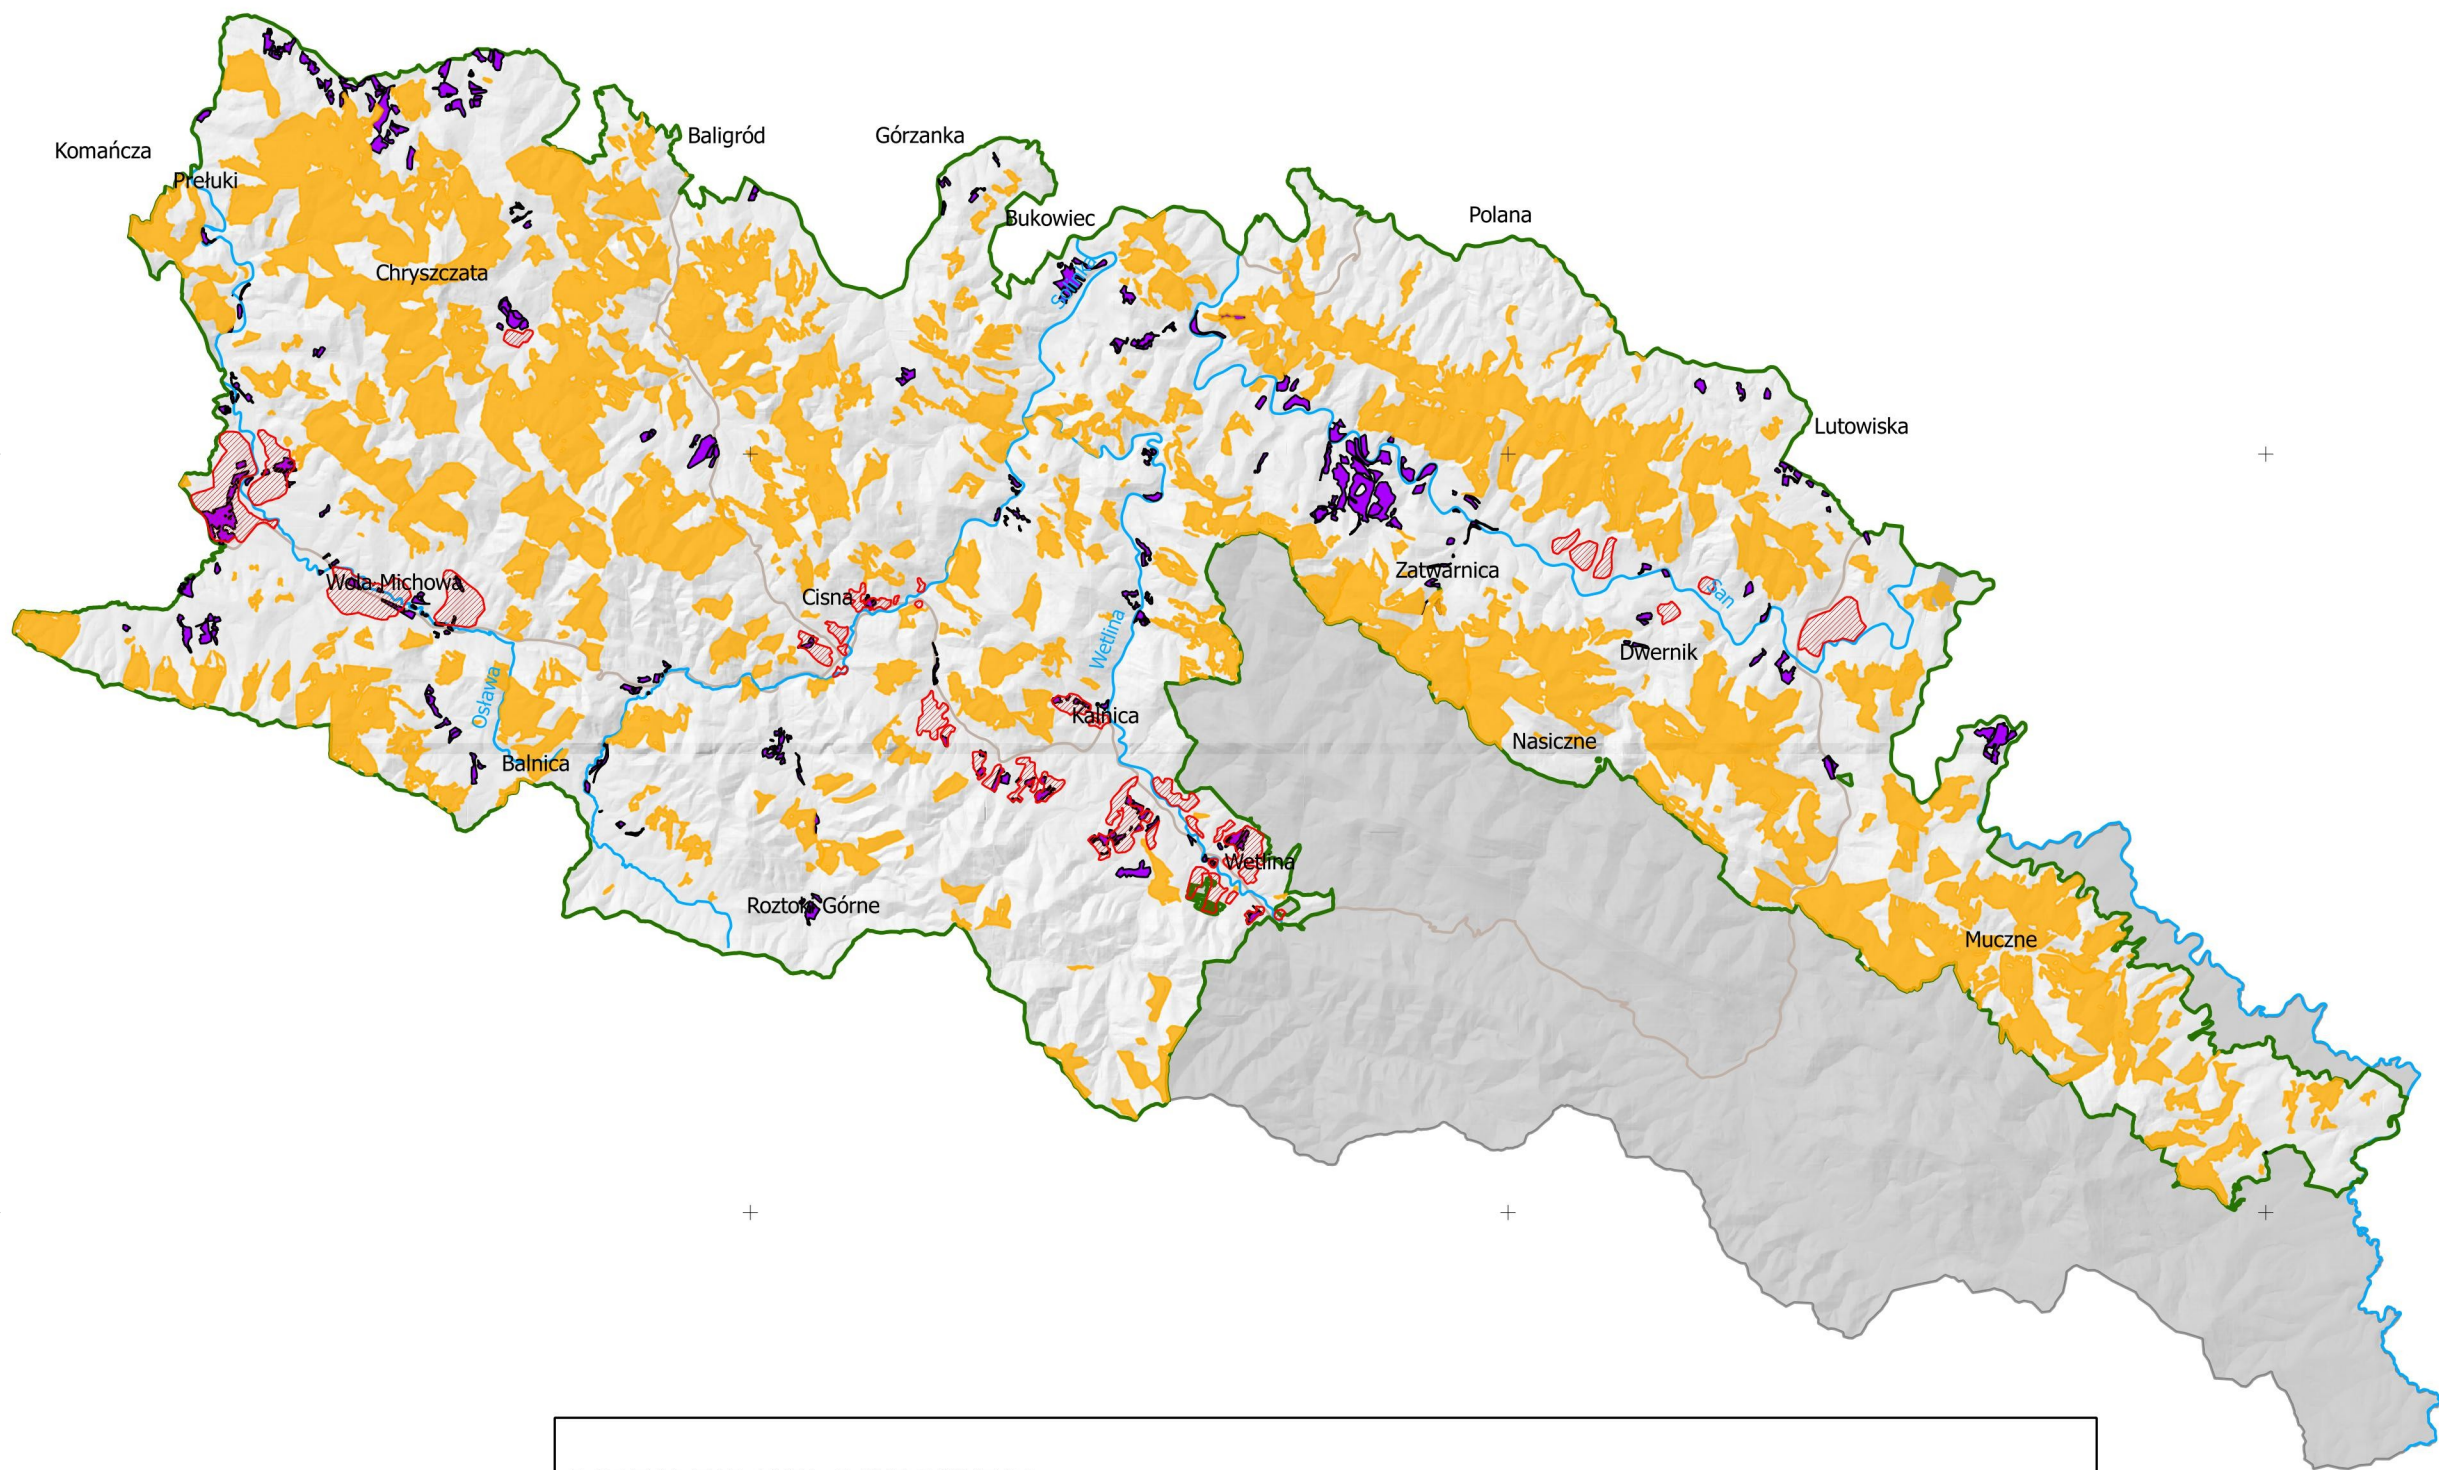 Baligród
Górzanka
Komańcza
Prełuki
Bukowiec
Polana
Chryszczata
Solinka
Lutowiska
Zatwarnica
Wola Michowa
Cisna
San
Wetlina
Dwernik
Osława
Kalnica
Nasiczne
Balnica
Wetlina
Roztoki Górne
Muczne